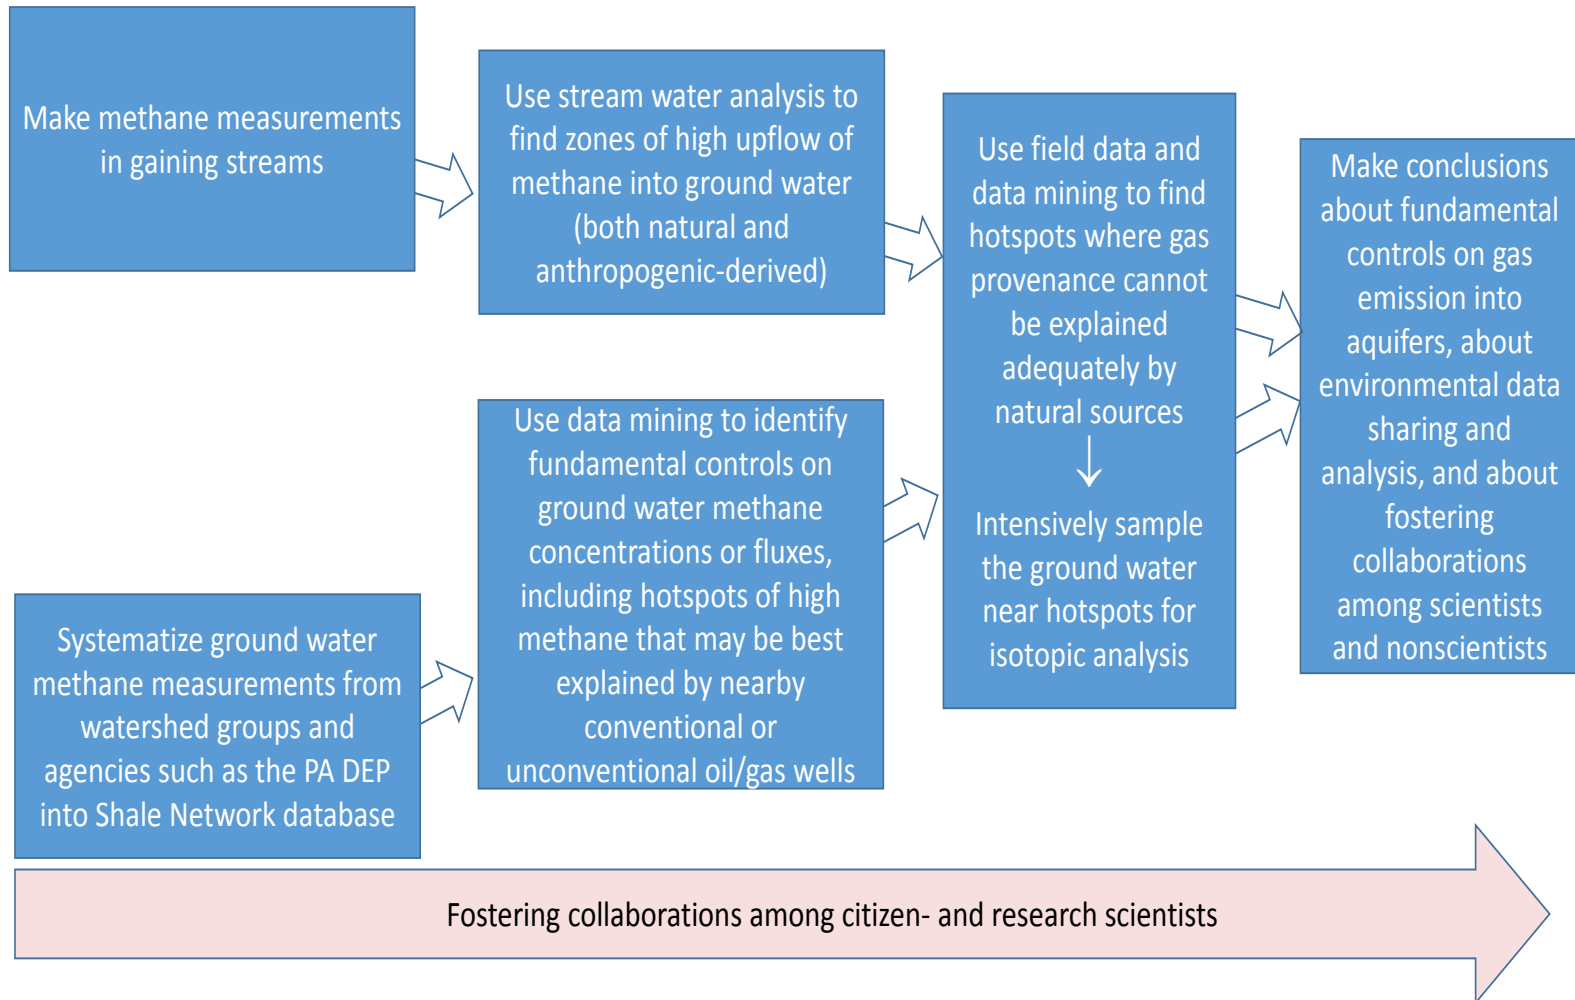 Make methane measurements
in gaining streams
Use stream water analysis to
find zones of high upflow of
methane into ground water
(both natural and
anthropogenic-derived)
Systematize ground water
methane measurements from
watershed groups and
agencies such as the PA DEP
into Shale Network database
Use data mining to identify
fundamental controls on
ground water methane
concentrations or fluxes,
including hotspots of high
methane that may be best
explained by nearby
conventional or
unconventional oil/gas wells
Use field data and
data mining to find
hotspots where gas
provenance cannot
be explained
adequately by
natural sources
↓
Intensively sample
the ground water
near hotspots for
isotopic analysis
Make conclusions
about fundamental
controls on gas
emission into
aquifers, about
environmental data
sharing and
analysis, and about
fostering
collaborations
among scientists
and nonscientists
Fostering collaborations among citizen- and research scientists